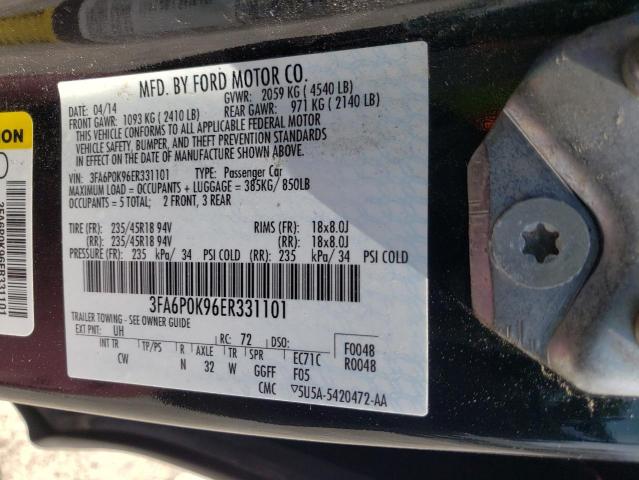 MFD. BY FORD MOTOR CO.
04/14 GVWR: 2059 KG ( 4540 LB)
FRONT GAWR: 1093 KG ( 2410 LB) REAR GAWR: 971 KG ( 2140 LB)
THIS VEHICLE CONFORMS TO ALL APPLICABLE FEDERAL MOTOR
VEHICLE SAFETY, BUMPER, AND THEFT PREVENTION STANDARDS
IN EFFECT ON THE DATE OF MANUFACTURE SHOWN ABOVE.
VIN: 3FA6P0K96ER331101 TYPE: Passenger Car
MAXIMUM LOAD = OCCUPANTS + LUGGAGE = 385KG/ 850LB
OCCUPANTS = 5 TOTAL; 2 FRONT, 3 REAR
TIRE (FR): 235/45R18 94V RIMS (FR): 18x8.0J
(RR): 235/45R18 94V (RR): 18x8.0J
PRESSURE (FR): 235 kPa/ 34 PSI COLD (RR): 235 kPa/ 34 PSI COLD
3FA6P0K96ER331101
TRAILER TOWING - SEE OWNER GUIDE
EXT PNT: UH RC: 72 DSO: F0048
R0048
INT TR TP/PS R AXLE TR SPR EC71C
CW N 32 W GGFF F05
CMC 5U5A-5420472-AA
3FA6P0K96ER331101